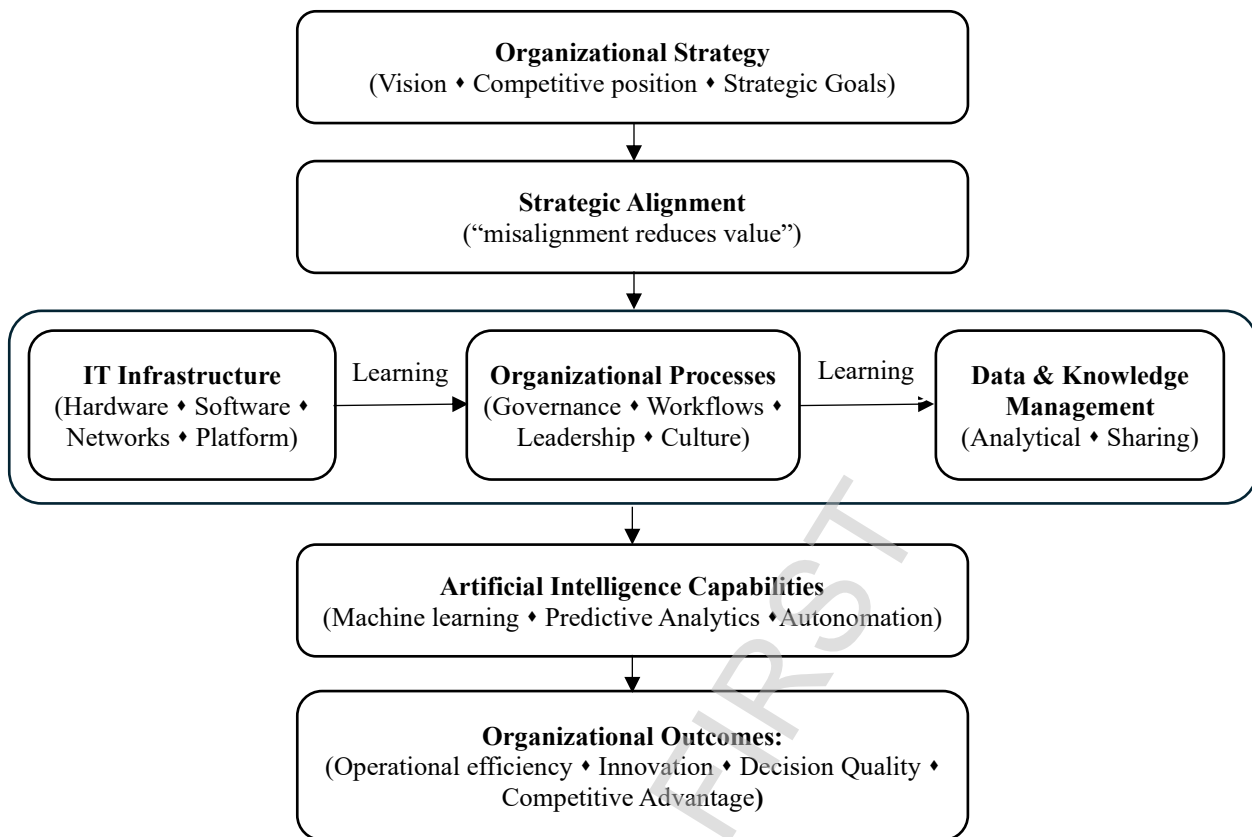 Organizational Strategy
(Vision ♦ Competitive position ♦ Strategic Goals)
Strategic Alignment
(“misalignment reduces value”)
IT Infrastructure
(Hardware ♦ Software ♦
Networks ♦ Platform)
Learning
Organizational Processes
(Governance ♦ Workflows ♦
Leadership ♦ Culture)
Learning
Data & Knowledge
Management
(Analytical ♦ Sharing)
Artificial Intelligence Capabilities
(Machine learning ♦ Predictive Analytics ♦Autonomation)
Organizational Outcomes:
(Operational efficiency ♦ Innovation ♦ Decision Quality ♦
Competitive Advantage)
FIRST